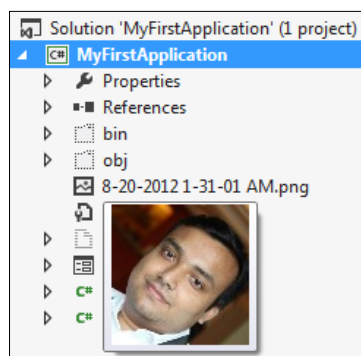 Solution 'MyFirstApplication' (1 project)
C# MyFirstApplication
Properties
References
bin
obj
8-20-2012 1-31-01 AM.png
C#
C#